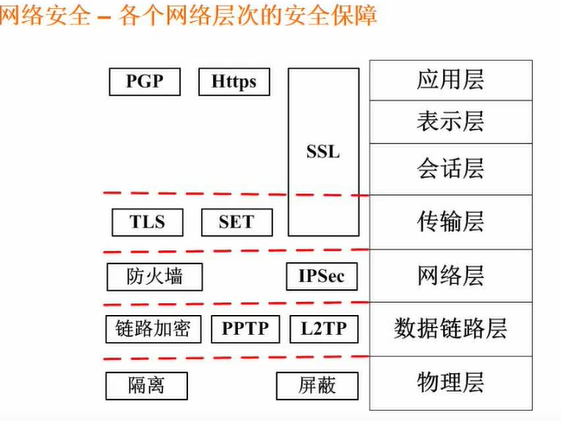 网络安全 – 各个网络层次的安全保障
PGP Https SSL 应用层
表示层
会话层
TLS SET 传输层
防火墙 IPSec 网络层
链路加密 PPTP L2TP 数据链路层
隔离 屏蔽 物理层